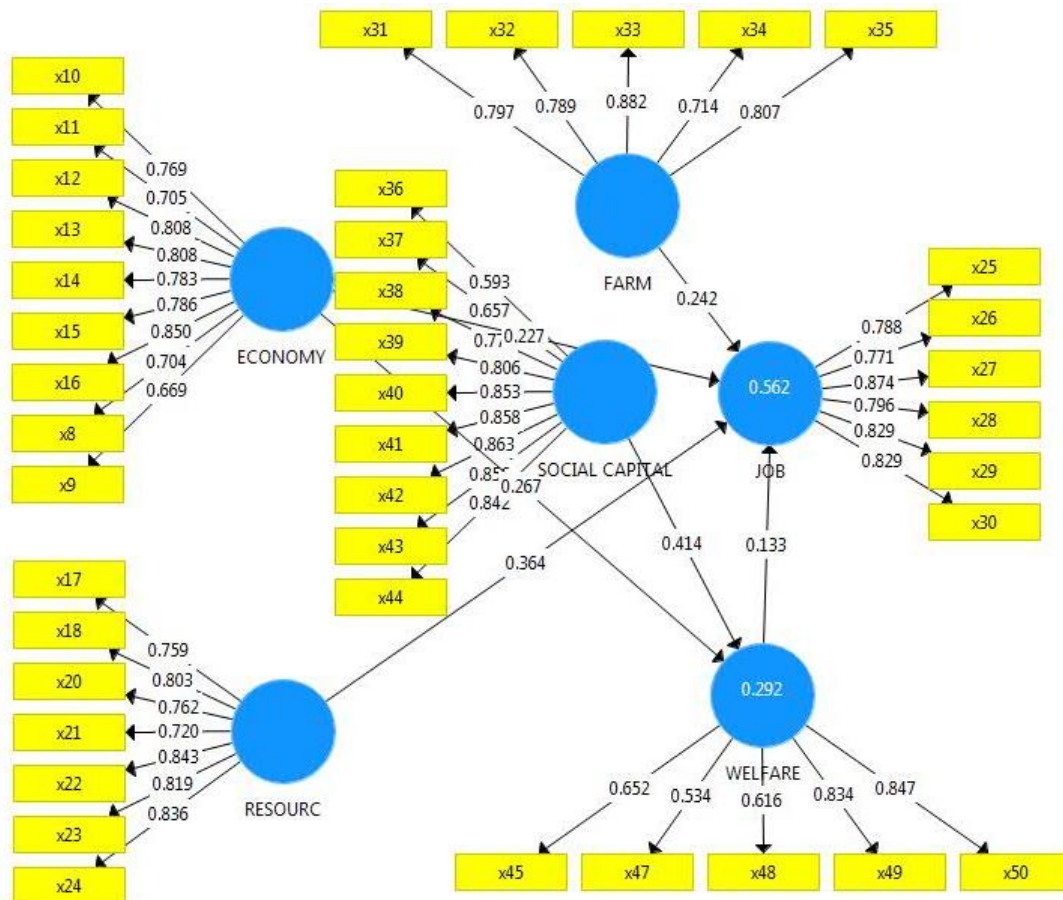 x31
x32
x33
x34
x35
0.797
0.789
0.882
0.714
0.807
FARM
0.242
x10
x11
x12
x13
x14
x15
x16
x8
x9
0.769
0.705
0.808
0.808
0.783
0.786
0.850
0.704
0.669
ECONOMY
0.227
0.267
x36
x37
x38
x39
x40
x41
x42
x43
x44
0.593
0.657
0.806
0.853
0.858
0.863
0.842
SOCIAL CAPITAL
0.414
0.562
JOB
x25
x26
x27
x28
x29
x30
0.788
0.771
0.874
0.796
0.829
0.829
0.133
x17
x18
x20
x21
x22
x23
x24
0.759
0.803
0.762
0.720
0.843
0.819
0.836
RESOURC
0.364
0.292
WELFARE
0.652
0.534
0.616
0.834
0.847
x45
x47
x48
x49
x50